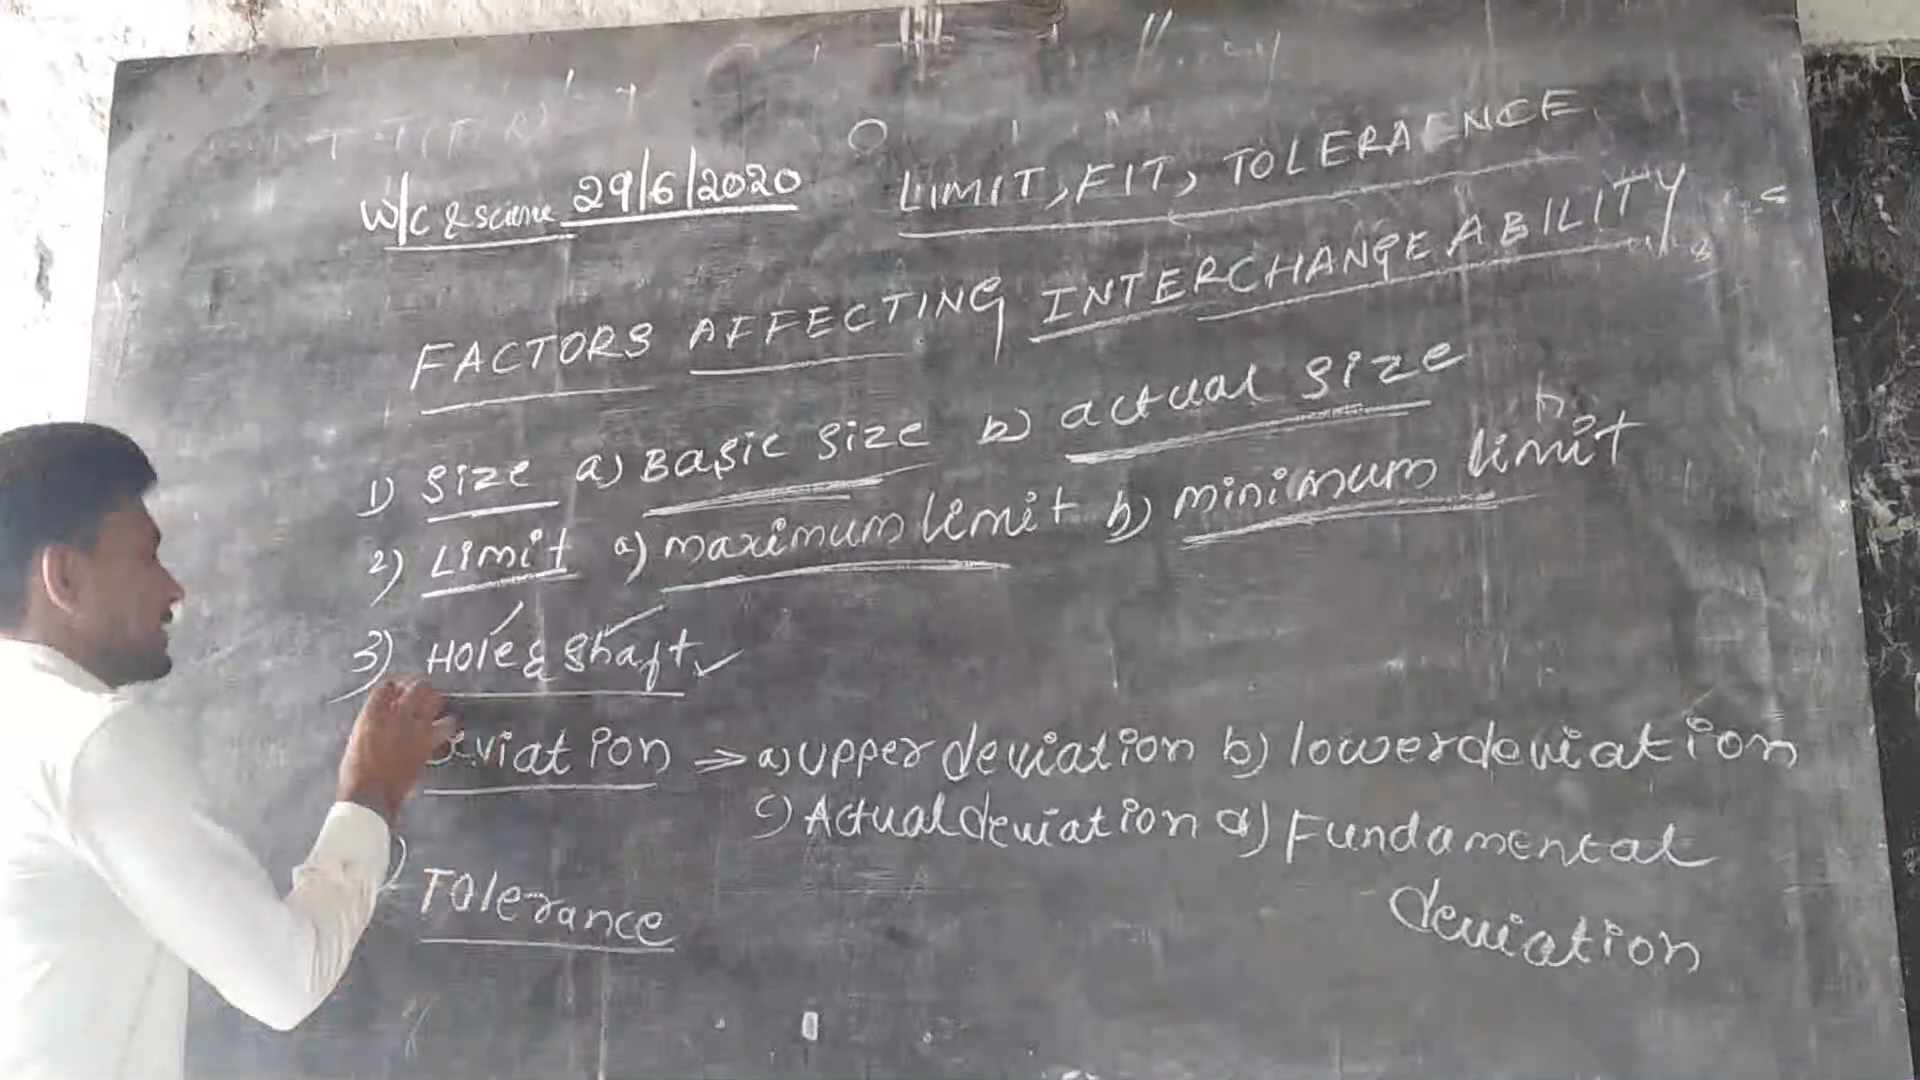 W/C & Science 29/6/2020 LIMIT, FIT, TOLERAENCE
FACTORS AFFECTING INTERCHANGEABILITY
1) Size a) Basic Size b) actual size
2) Limit a) maximum limit b) minimum limit
3) Hole & Shaft
eviation → a) Upper deviation b) lower deviation
c) Actual deviation d) Fundamental
deviation
) Tolerance